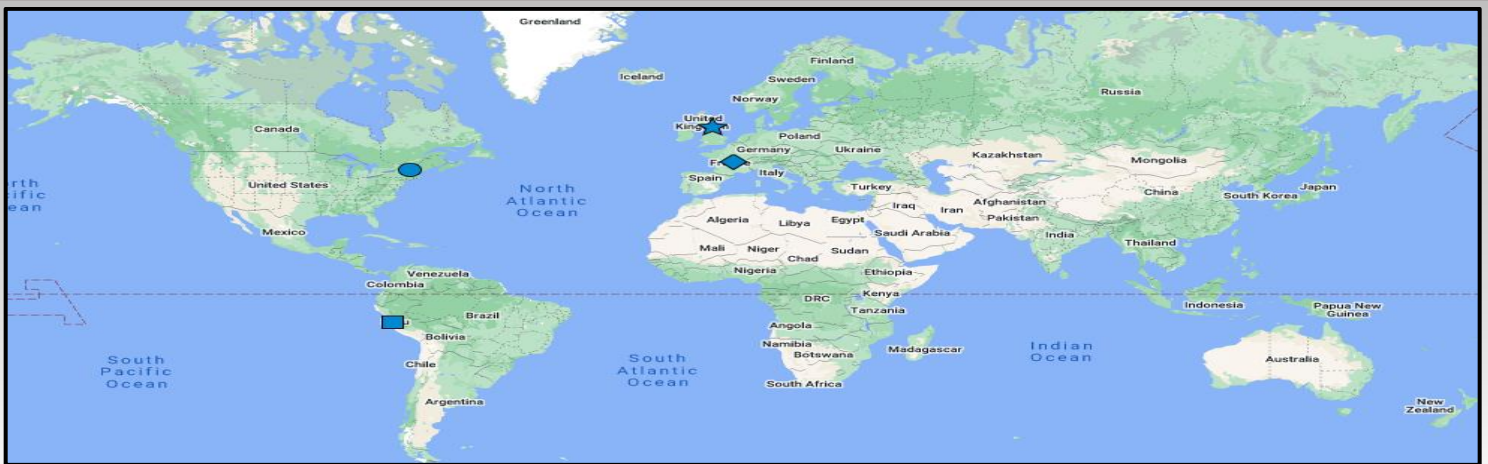 Greenland
Iceland
Finland
Sweden
Norway
Russia
United
Canada
Poland
Germany
Ukraine
Kazakhstan
Mongolia
Spain
Italy
United States
North
Atlantic
Ocean
Turkey
China
South Korea
Japan
Iraq
Iran
Afghanistan
Pakistan
Algeria
Libya
Egypt
Saudi Arabia
India
Mexico
Mali
Niger
Chad
Sudan
Thailand
Venezuela
Colombia
Nigeria
Ethiopia
Brazil
DRC
Kenya
Tanzania
Indonesia
Papua New
Guinea
Bolivia
Angola
Namibia
Botswana
Madagascar
South
Pacific
Ocean
Chile
South
Atlantic
Ocean
Indian
Ocean
Australia
South Africa
Argentina
New
Zealand